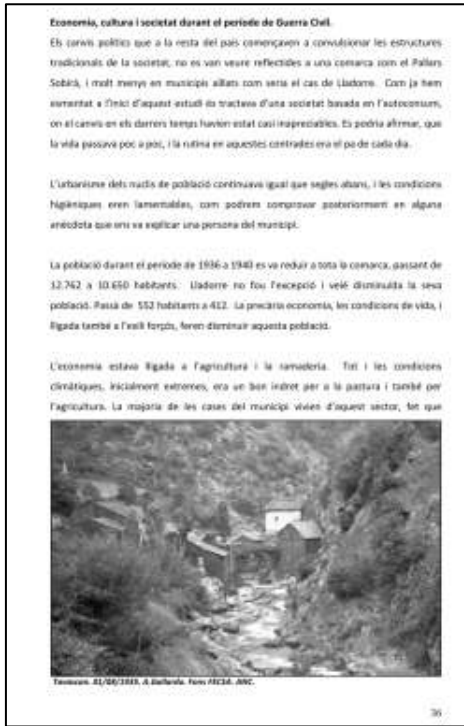 Economia, cultura i societat durant el període de Guerra Civil.
Els canvis polítics que a la resta del país començaven a convulsionar les estructures
tradicionals de la societat, no es van veure reflectides a una comarca com el Pallars
Sobirà, i molt menys en municipis aïllats com seria el cas de Lladorre. Com ja hem
esmentat a l'inici d'aquest estudi és tractava d'una societat basada en l'autoconsum,
on el canvis en els darrers temps havien estat casi inapreciables. Es podria afirmar, que
la vida passava poc a poc, i la rutina en aquestes contrades era el pa de cada dia.
L'urbanisme dels nuclis de població continuava igual que segles abans, i les condicions
higièniques eren lamentables, com podrem comprovar posteriorment en alguna
anècdota que ens va explicar una persona del municipi.
La població durant el període de 1936 a 1940 es va reduir a tota la comarca, passant de
12.762 a 10.650 habitants. Lladorre no fou l'excepció i veié disminuïda la seva
població. Passà de 552 habitants a 412. La precària economia, les condicions de vida, i
lligada també a l'exili forçós, feren disminuir aquesta població.
L'economia estava lligada a l'agricultura i la ramaderia. Tot i les condicions
climàtiques, inicialment extremes, era un bon indret per a la pastura i també per
l'agricultura. La majoria de les cases del municipi vivien d'aquest sector, fet que
Tavascan. 01/08/1935. A Gallardo. Fons FECSA. ANC.
36